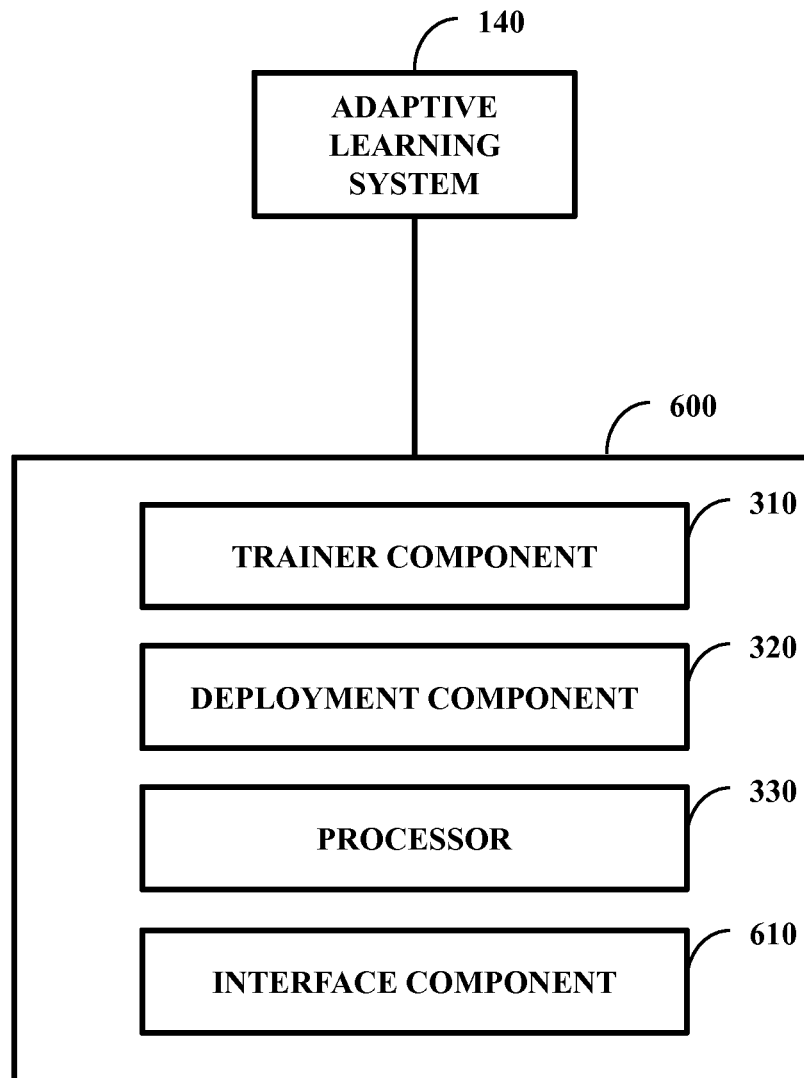 140
ADAPTIVE
LEARNING
SYSTEM
600
310
TRAINER COMPONENT
320
DEPLOYMENT COMPONENT
330
PROCESSOR
610
INTERFACE COMPONENT